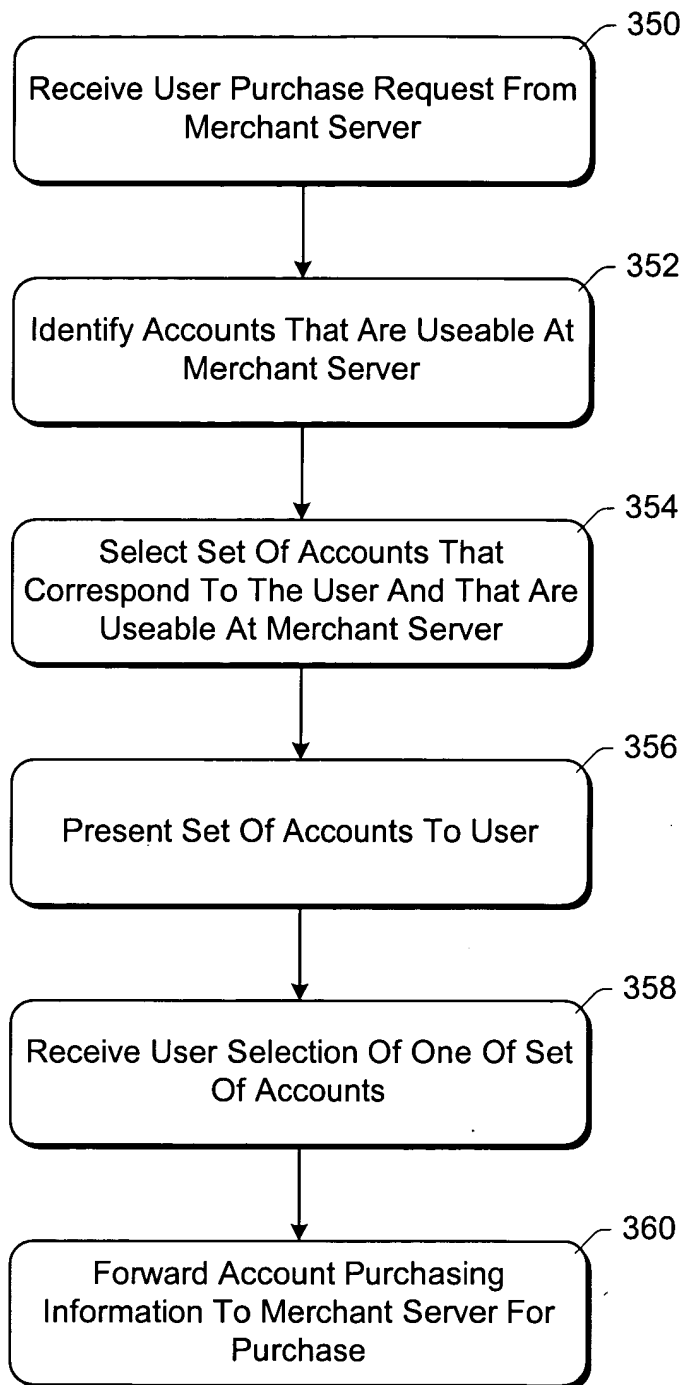 350
Receive User Purchase Request From
Merchant Server
352
Identify Accounts That Are Useable At
Merchant Server
354
Select Set Of Accounts That
Correspond To The User And That Are
Useable At Merchant Server
356
Present Set Of Accounts To User
358
Receive User Selection Of One Of Set
Of Accounts
360
Forward Account Purchasing
Information To Merchant Server For
Purchase